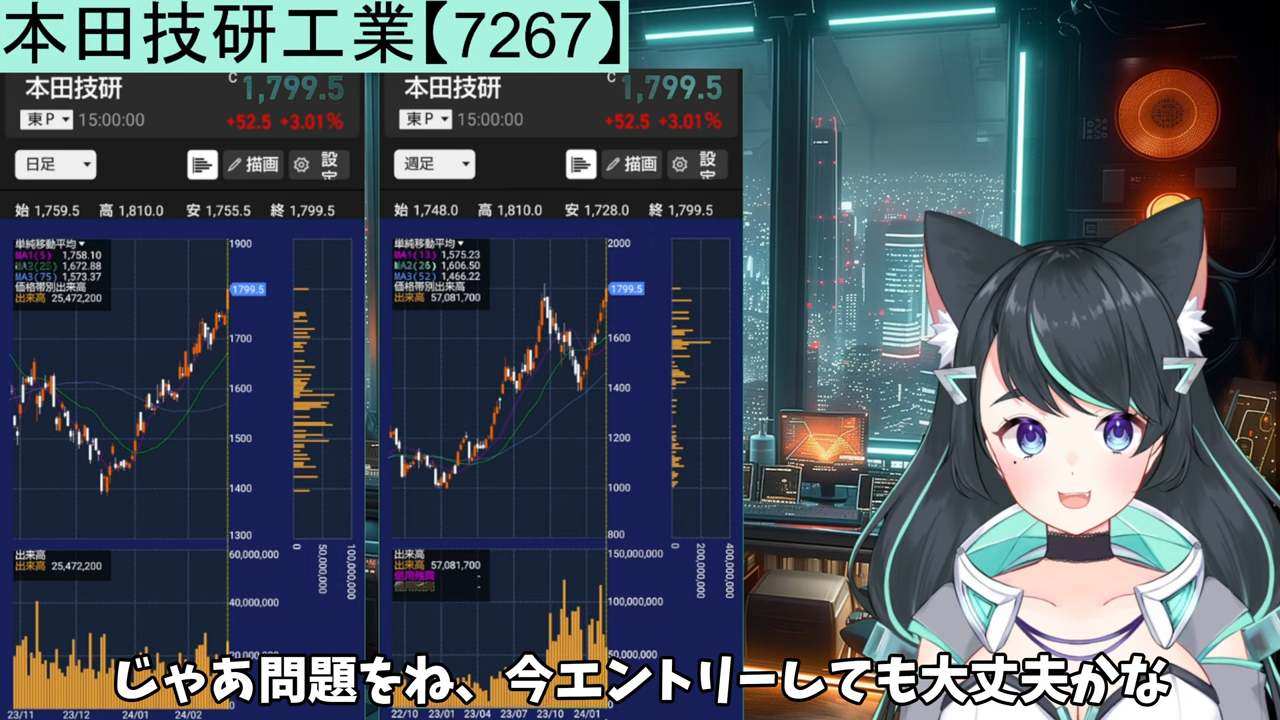 本田技研工業【7267】
本田技研
C 1,799.5
東P 15:00:00
+52.5 +3.01%
日足
描画
設定
始 1,759.5 高 1,810.0 安 1,755.5 終 1,799.5
単純移動平均
MA1(5) 1,758.10
MA2(25) 1,672.88
MA3(75) 1,573.37
価格帯別出来高
出来高 25,472,200
1900
1799.5
1700
1600
1500
1400
1300
0
50,000,000
100,000,000
出来高
出来高 25,472,200
60,000,000
40,000,000
20,000,000
0
23/11 23/12 24/01 24/02
本田技研
C 1,799.5
東P 15:00:00
+52.5 +3.01%
週足
描画
設定
始 1,748.0 高 1,810.0 安 1,728.0 終 1,799.5
単純移動平均
MA1(13) 1,575.23
MA2(26) 1,606.50
MA3(52) 1,466.22
価格帯別出来高
出来高 57,081,700
2000
1799.5
1600
1400
1200
1000
800
0
200,000,000
400,000,000
出来高
出来高 57,081,700
信用残買 -
150,000,000
100,000,000
50,000,000
0
22/10 23/01 23/04 23/07 23/10 24/01
じゃあ問題をね、今エントリーしても大丈夫かな